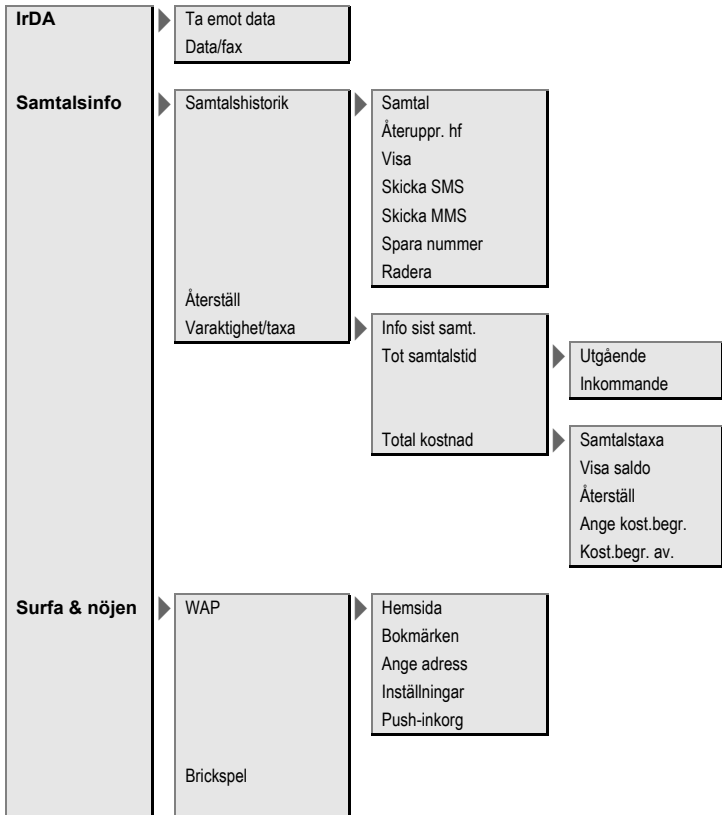 IrDA
Ta emot data
Data/fax
Samtalsinfo
Samtalshistorik
Samtal
Återuppr. hf
Visa
Skicka SMS
Skicka MMS
Spara nummer
Radera
Återställ
Varaktighet/taxa
Info sist samt.
Tot samtalstid
Utgående
Inkommande
Total kostnad
Samtalstaxa
Visa saldo
Återställ
Ange kost.begr.
Kost.begr. av.
Surfa & nöjen
WAP
Hemsida
Bokmärken
Ange adress
Inställningar
Push-inkorg
Brickspel